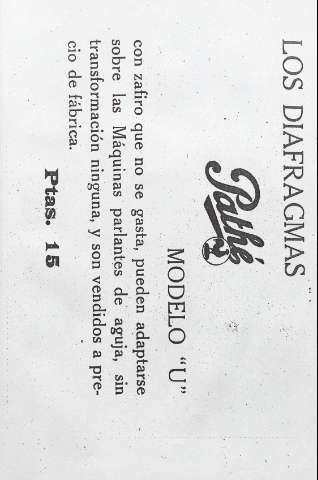 LOS DIAFRAGMAS
Pathé
MODELO "U"
con zafiro que no se gasta, pueden adaptarse
sobre las Máquinas parlantes de aguja, sin
transformación ninguna, y son vendidos a pre-
cio de fábrica.
Ptas. 15